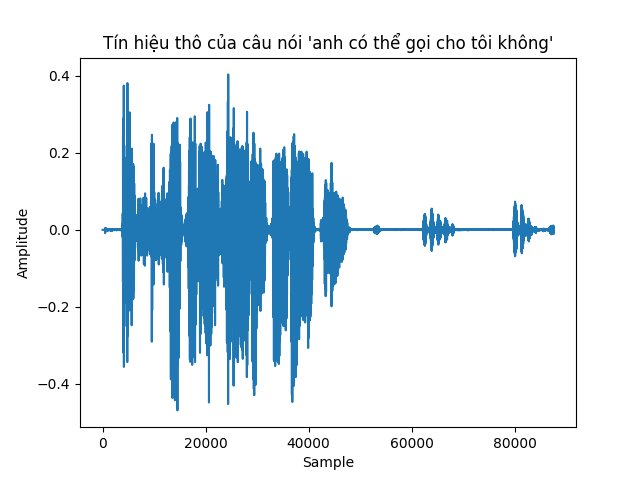 Tín hiệu thô của câu nói 'anh có thể gọi cho tôi không'
0.4
0.2
0.0
−0.2
−0.4
Amplitude
0 20000 40000 60000 80000
Sample